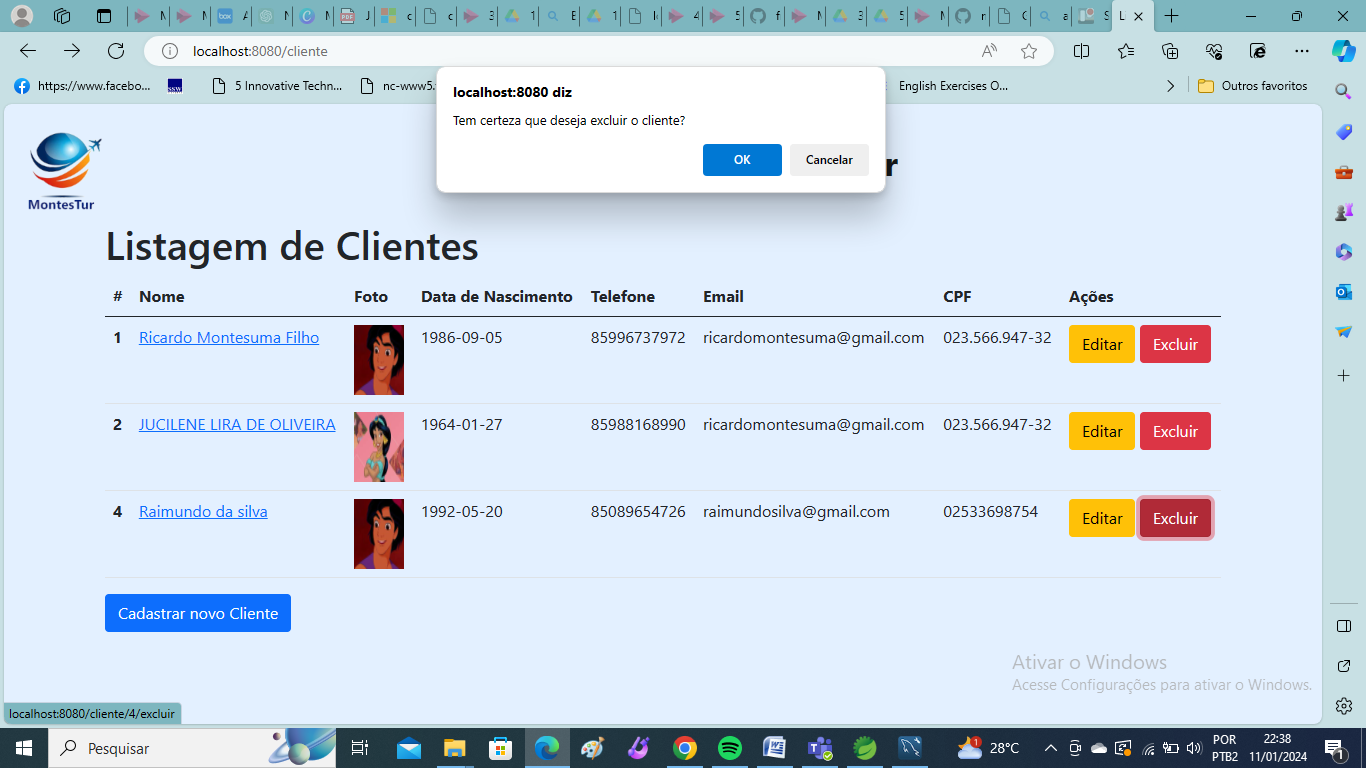 localhost:8080/cliente
https://www.facebo...
5 Innovative Techn...
nc-www5.
English Exercises O...
Outros favoritos
localhost:8080 diz
Tem certeza que deseja excluir o cliente?
OK
Cancelar
MontesTur
Listagem de Clientes
# Nome Foto Data de Nascimento Telefone Email CPF Ações
1 Ricardo Montesuma Filho 1986-09-05 85996737972 ricardomontesuma@gmail.com 023.566.947-32 Editar Excluir
2 JUCILENE LIRA DE OLIVEIRA 1964-01-27 85988168990 ricardomontesuma@gmail.com 023.566.947-32 Editar Excluir
4 Raimundo da silva 1992-05-20 85089654726 raimundosilva@gmail.com 02533698754 Editar Excluir
Cadastrar novo Cliente
Ativar o Windows
Acesse Configurações para ativar o Windows.
localhost:8080/cliente/4/excluir
Pesquisar
28°C
POR
PTB2
22:38
11/01/2024